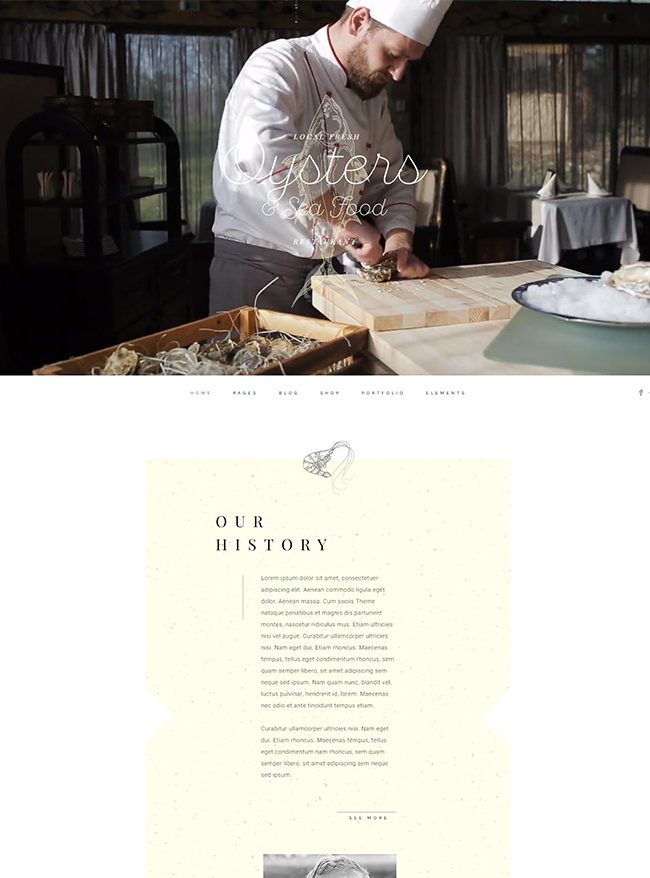 LOCAL FRESH
Oysters
& Sea Food
RESTAURANT
HOME PAGES BLOG SHOP PORTFOLIO ELEMENTS
OUR
HISTORY
Lorem ipsum dolor sit amet, consectetuer
adipiscing elit. Aenean commodo ligula eget
dolor. Aenean massa. Cum sociis Theme
natoque penatibus et magnis dis parturient
montes, nascetur ridiculus mus. Etiam ultricies
nisi vel augue. Curabitur ullamcorper ultricies
nisi. Nam eget dui. Etiam rhoncus. Maecenas
tempus, tellus eget condimentum rhoncus, sem
quam semper libero, sit amet adipiscing sem
neque sed ipsum. Nam quam nunc, blandit vel,
luctus pulvinar, hendrerit id, lorem. Maecenas
nec odio et ante tincidunt tempus etiam.
Curabitur ullamcorper ultricies nisi. Nam eget
dui. Etiam rhoncus. Maecenas tempus, tellus
eget condimentum nam rhoncus, sem quam
semper libero, sit amet adipiscing sem neque
sed ipsum.
SEE MORE